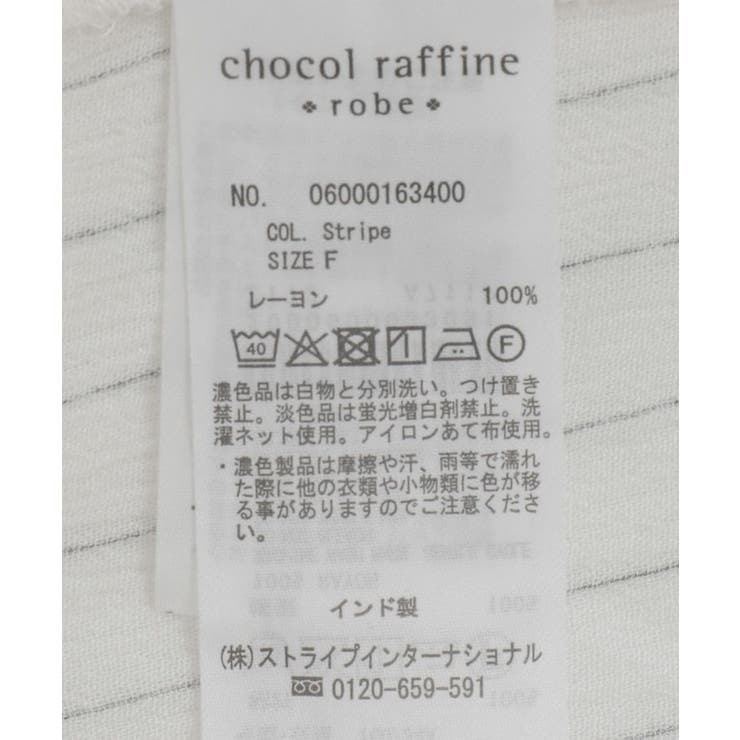 chocol raffine
robe
NO. 06000163400
COL. Stripe
SIZE F
レーヨン 100%
40 F
濃色品は白物と分別洗い。つけ置き
禁止。淡色品は蛍光増白剤禁止。洗
濯ネット使用。アイロンあて布使用。
・濃色製品は摩擦や汗、雨等で濡れ
た際に他の衣類や小物類に色が移
る事がありますのでご注意くださ
い。
インド製
(株)ストライプインターナショナル
0120-659-591